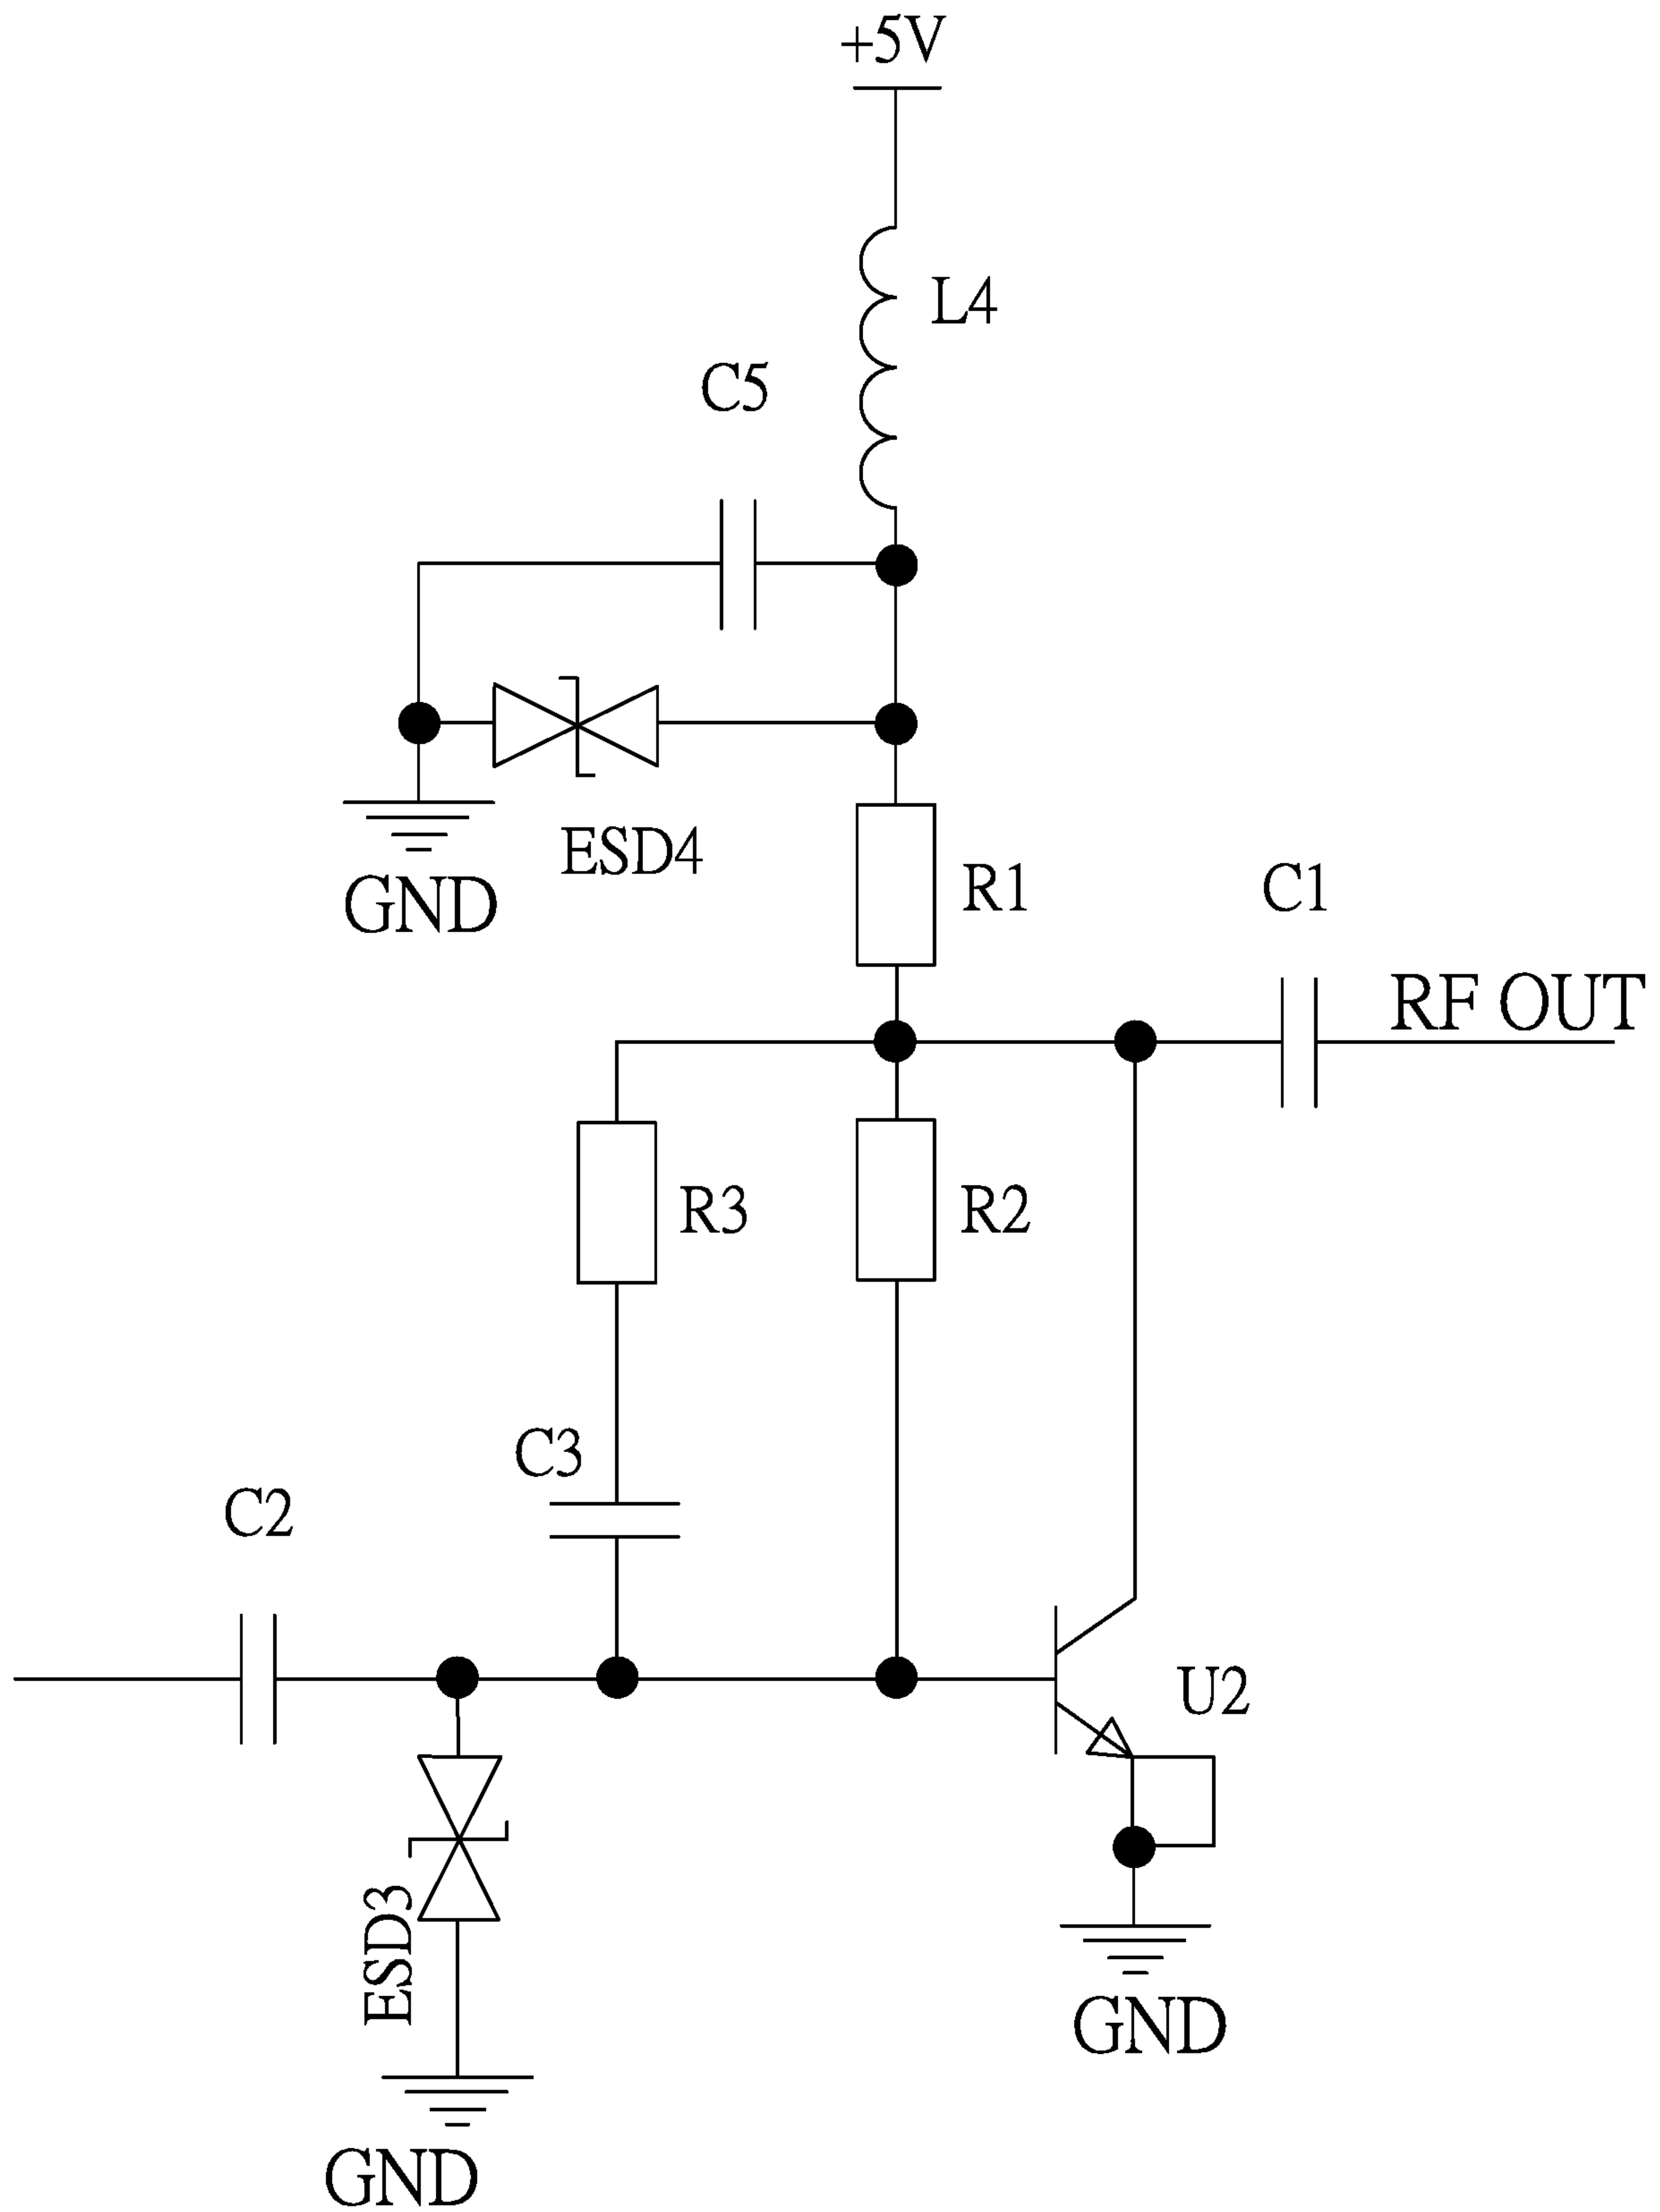 +5V
L4
C5
ESD4
GND
R1
C1
RF OUT
R3
R2
C3
C2
U2
ESD3
GND
GND